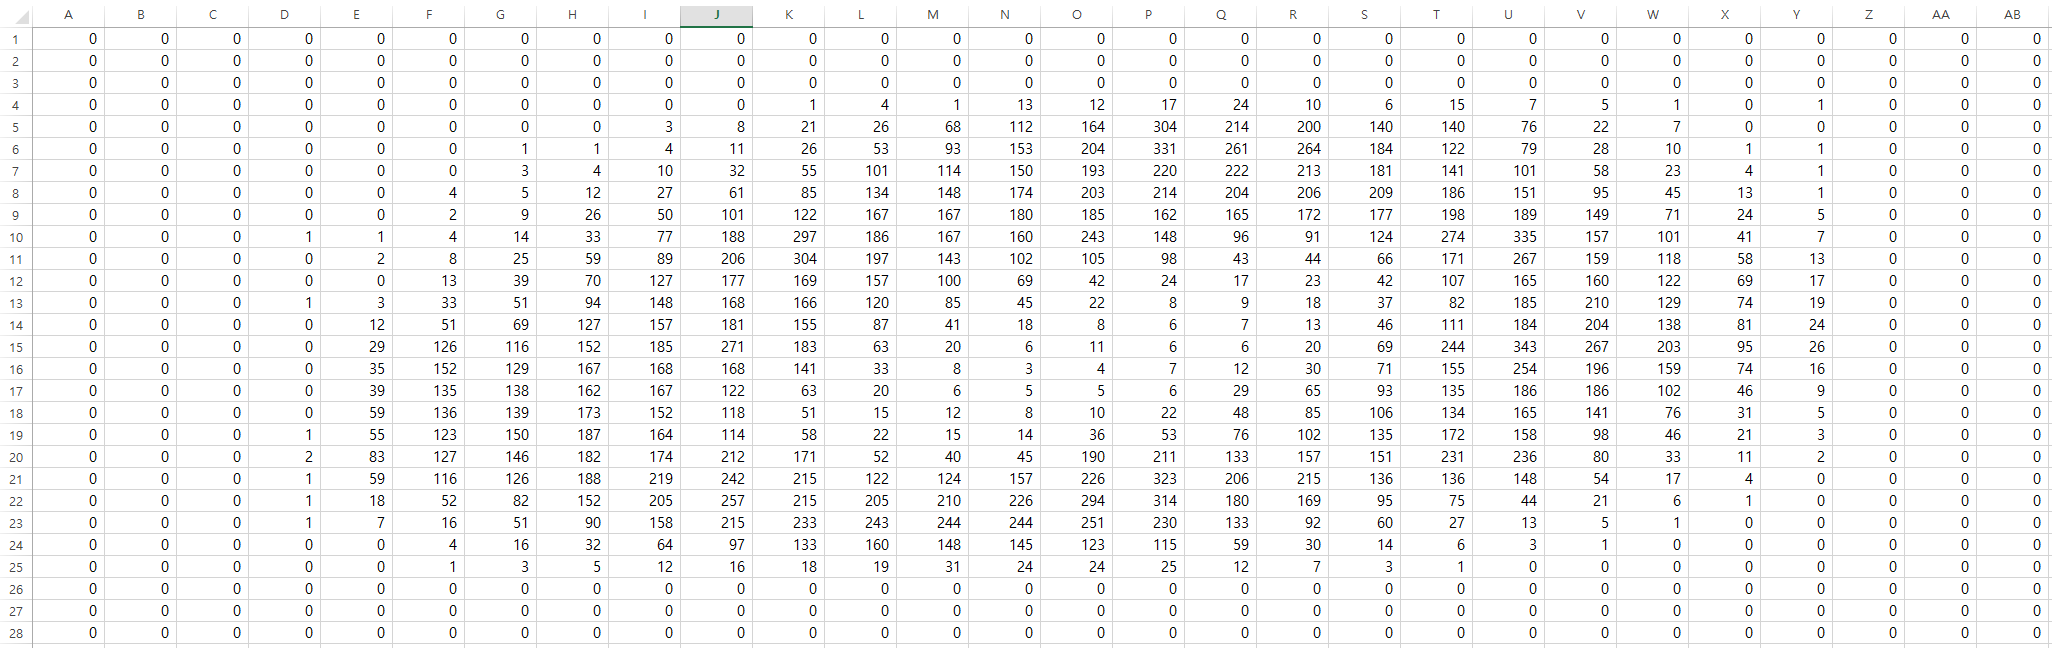 A B C D E F G H I J K L M N O P Q R S T U V W X Y Z AA AB
1 0 0 0 0 0 0 0 0 0 0 0 0 0 0 0 0 0 0 0 0 0 0 0 0 0 0 0 0
2 0 0 0 0 0 0 0 0 0 0 0 0 0 0 0 0 0 0 0 0 0 0 0 0 0 0 0 0
3 0 0 0 0 0 0 0 0 0 0 0 0 0 0 0 0 0 0 0 0 0 0 0 0 0 0 0 0
4 0 0 0 0 0 0 0 0 0 0 1 4 1 13 12 17 24 10 6 15 7 5 1 0 1 0 0 0
5 0 0 0 0 0 0 0 0 3 8 21 26 68 112 164 304 214 200 140 140 76 22 7 0 0 0 0 0
6 0 0 0 0 0 0 1 1 4 11 26 53 93 153 204 331 261 264 184 122 79 28 10 1 1 0 0 0
7 0 0 0 0 0 0 3 4 10 32 55 101 114 150 193 220 222 213 181 141 101 58 23 4 1 0 0 0
8 0 0 0 0 0 4 5 12 27 61 85 134 148 174 203 214 204 206 209 186 151 95 45 13 1 0 0 0
9 0 0 0 0 0 2 9 26 50 101 122 167 167 180 185 162 165 172 177 198 189 149 71 24 5 0 0 0
10 0 0 0 1 1 4 14 33 77 188 297 186 167 160 243 148 96 91 124 274 335 157 101 41 7 0 0 0
11 0 0 0 0 2 8 25 59 89 206 304 197 143 102 105 98 43 44 66 171 267 159 118 58 13 0 0 0
12 0 0 0 0 0 13 39 70 127 177 169 157 100 69 42 24 17 23 42 107 165 160 122 69 17 0 0 0
13 0 0 0 1 3 33 51 94 148 168 166 120 85 45 22 8 9 18 37 82 185 210 129 74 19 0 0 0
14 0 0 0 0 12 51 69 127 157 181 155 87 41 18 8 6 7 13 46 111 184 204 138 81 24 0 0 0
15 0 0 0 0 29 126 116 152 185 271 183 63 20 6 11 6 6 20 69 244 343 267 203 95 26 0 0 0
16 0 0 0 0 35 152 129 167 168 168 141 33 8 3 4 7 12 30 71 155 254 196 159 74 16 0 0 0
17 0 0 0 0 39 135 138 162 167 122 63 20 6 5 5 6 29 65 93 135 186 186 102 46 9 0 0 0
18 0 0 0 0 59 136 139 173 152 118 51 15 12 8 10 22 48 85 106 134 165 141 76 31 5 0 0 0
19 0 0 0 1 55 123 150 187 164 114 58 22 15 14 36 53 76 102 135 172 158 98 46 21 3 0 0 0
20 0 0 0 2 83 127 146 182 174 212 171 52 40 45 190 211 133 157 151 231 236 80 33 11 2 0 0 0
21 0 0 0 1 59 116 126 188 219 242 215 122 124 157 226 323 206 215 136 136 148 54 17 4 0 0 0 0
22 0 0 0 1 18 52 82 152 205 257 215 205 210 226 294 314 180 169 95 75 44 21 6 1 0 0 0 0
23 0 0 0 1 7 16 51 90 158 215 233 243 244 244 251 230 133 92 60 27 13 5 1 0 0 0 0 0
24 0 0 0 0 0 4 16 32 64 97 133 160 148 145 123 115 59 30 14 6 3 1 0 0 0 0 0 0
25 0 0 0 0 0 1 3 5 12 16 18 19 31 24 24 25 12 7 3 1 0 0 0 0 0 0 0 0
26 0 0 0 0 0 0 0 0 0 0 0 0 0 0 0 0 0 0 0 0 0 0 0 0 0 0 0 0
27 0 0 0 0 0 0 0 0 0 0 0 0 0 0 0 0 0 0 0 0 0 0 0 0 0 0 0 0
28 0 0 0 0 0 0 0 0 0 0 0 0 0 0 0 0 0 0 0 0 0 0 0 0 0 0 0 0